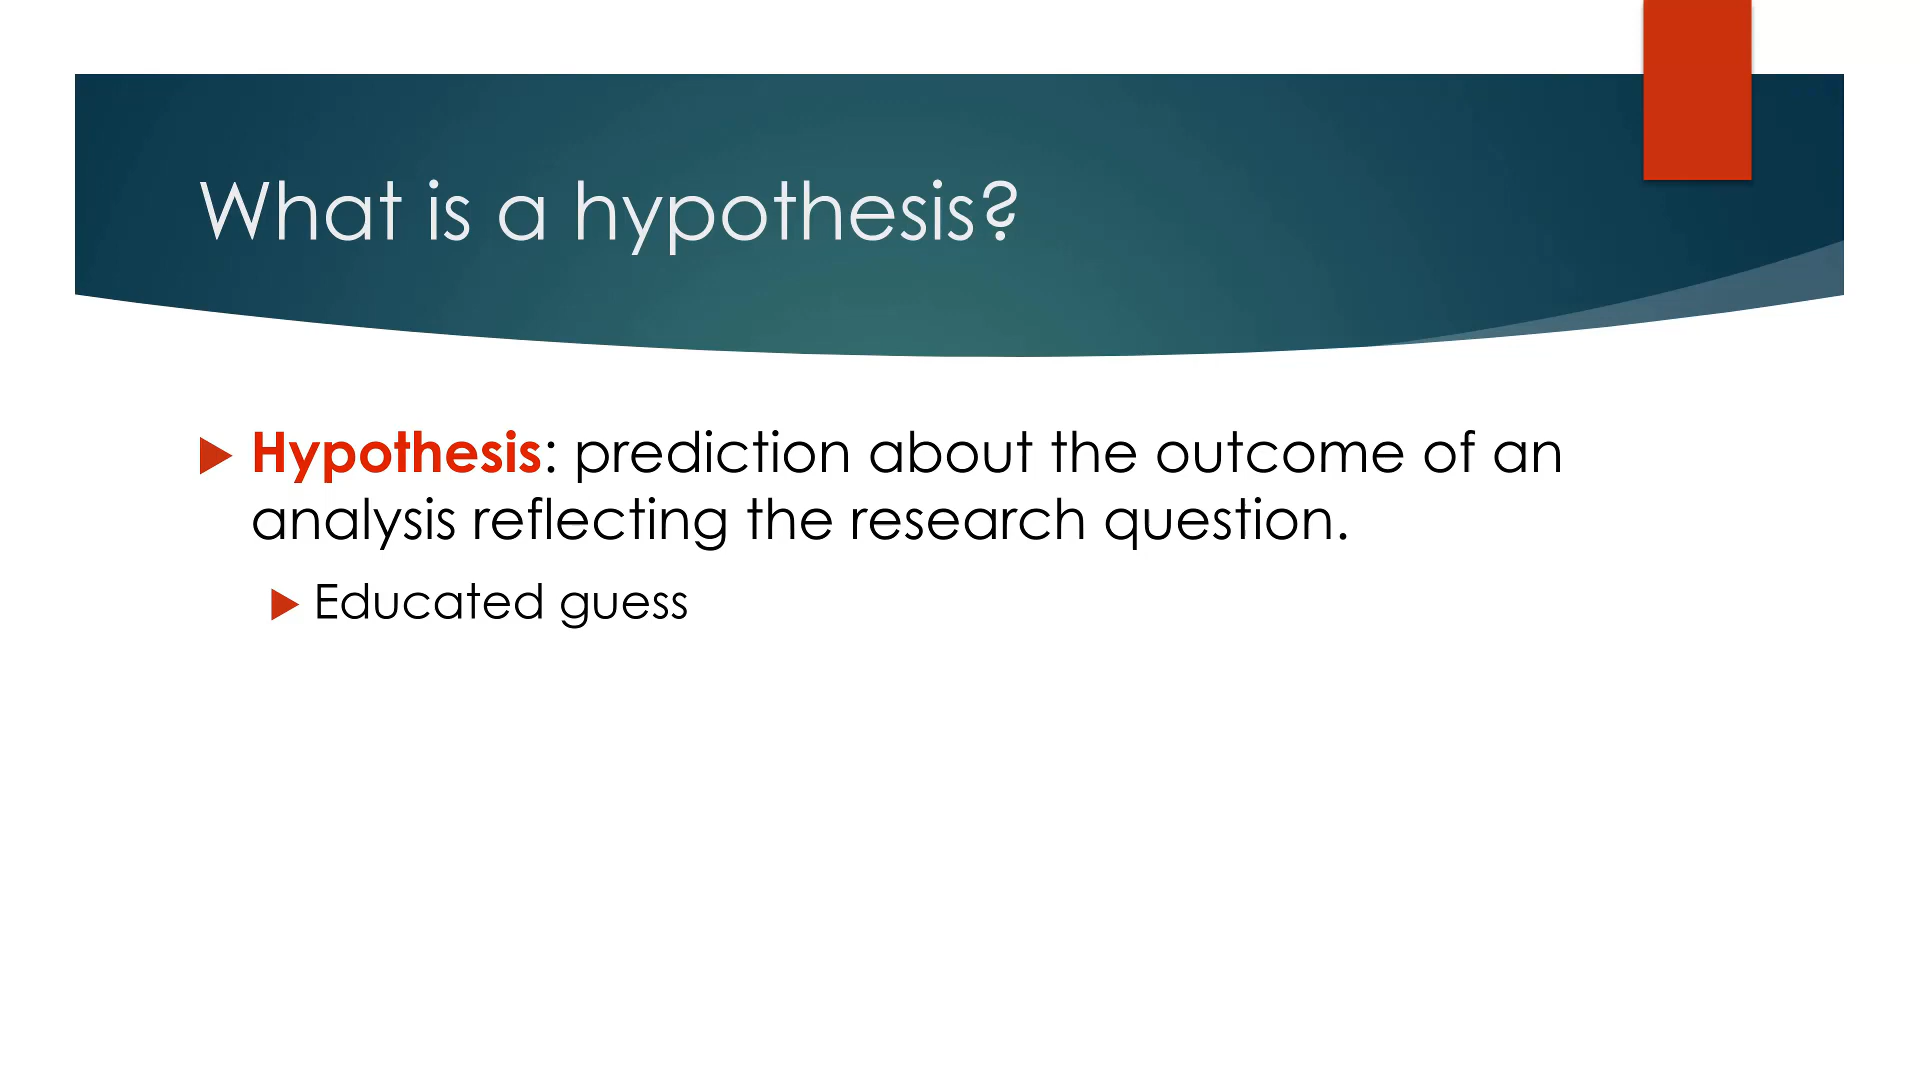 What is a hypothesis?
Hypothesis: prediction about the outcome of an
analysis reflecting the research question.
Educated guess